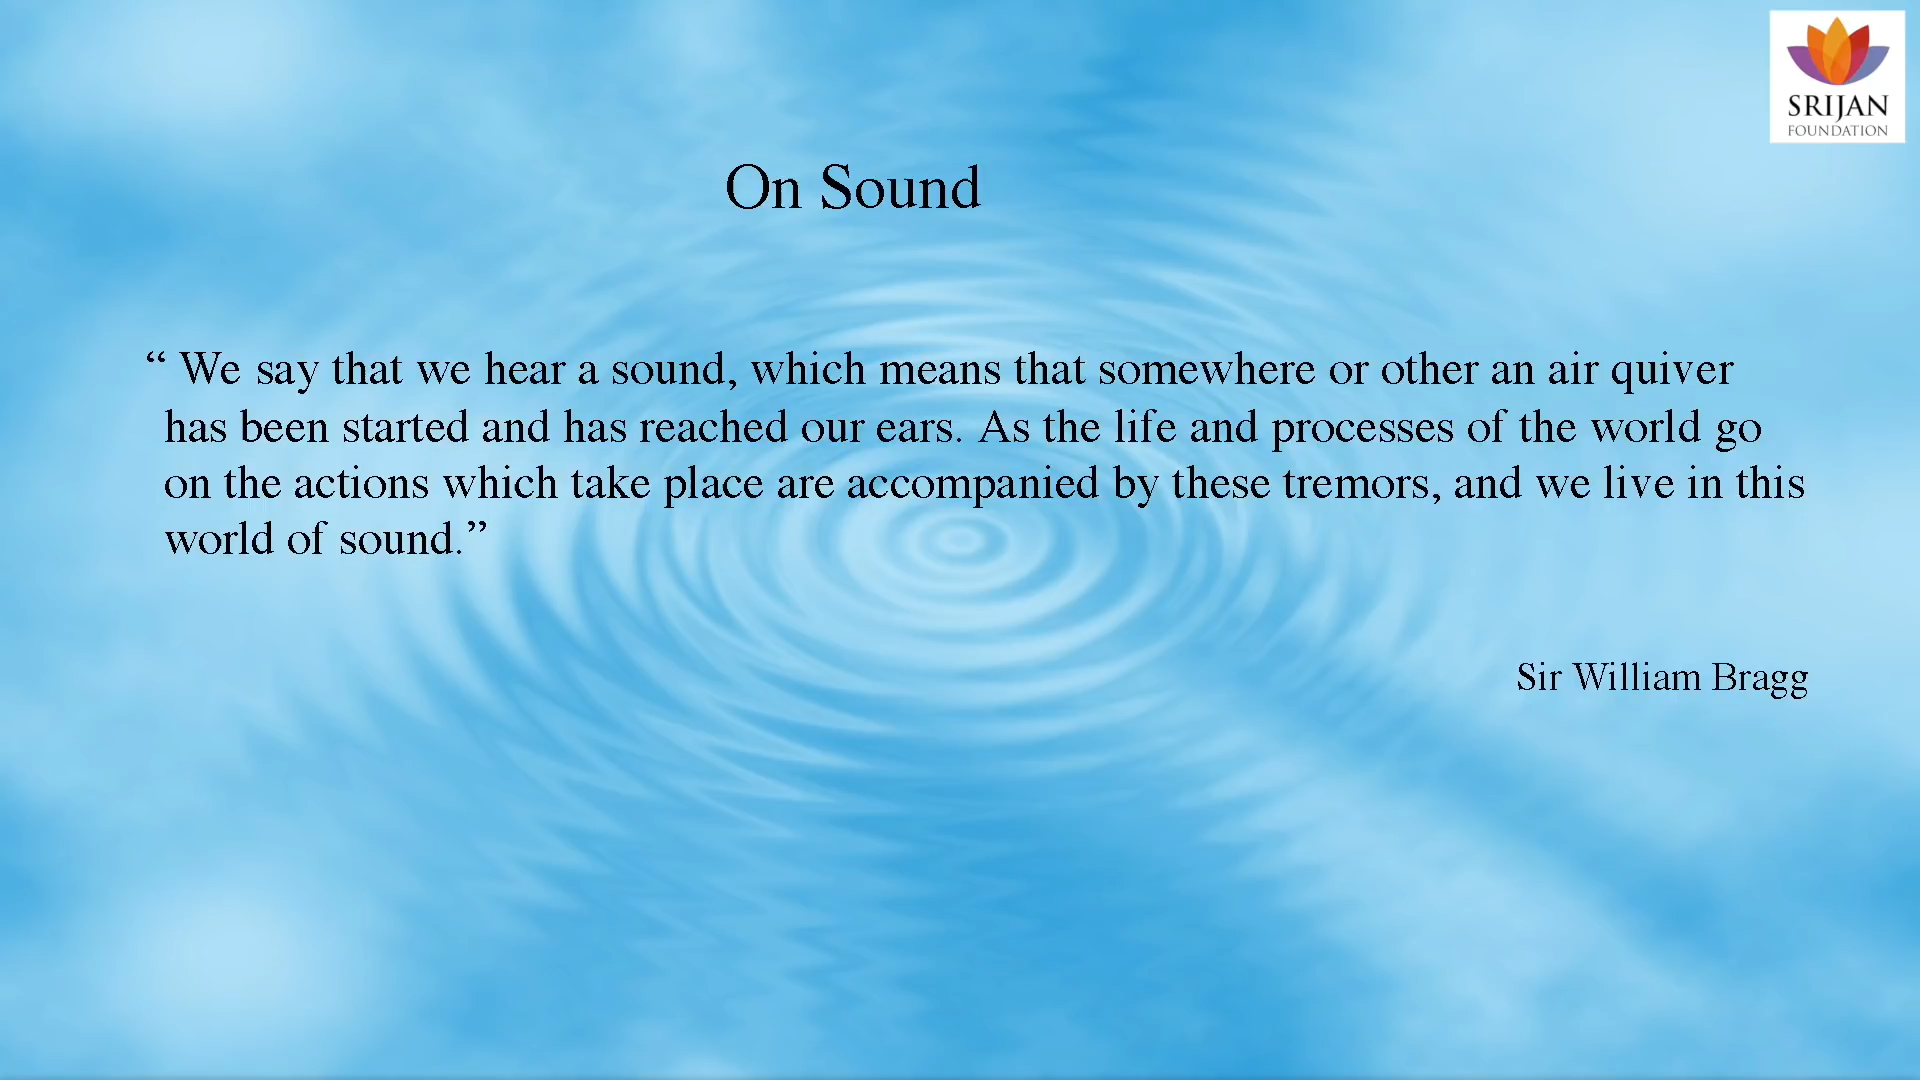 SRIJAN
FOUNDATION
On Sound
“ We say that we hear a sound, which means that somewhere or other an air quiver
has been started and has reached our ears. As the life and processes of the world go
on the actions which take place are accompanied by these tremors, and we live in this
world of sound.”
Sir William Bragg